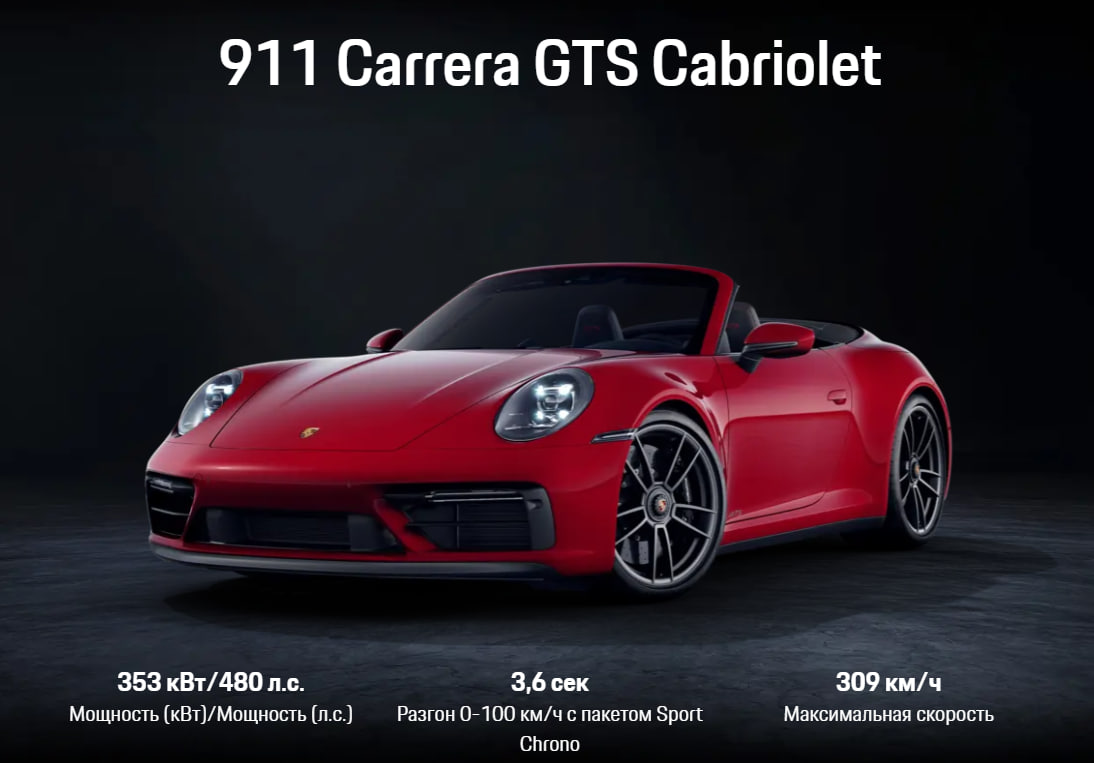 911 Carrera GTS Cabriolet
353 кВт/480 л.с.
Мощность (кВт)/Мощность (л.с.)
3,6 сек
Разгон 0-100 км/ч с пакетом Sport
Chrono
309 км/ч
Максимальная скорость